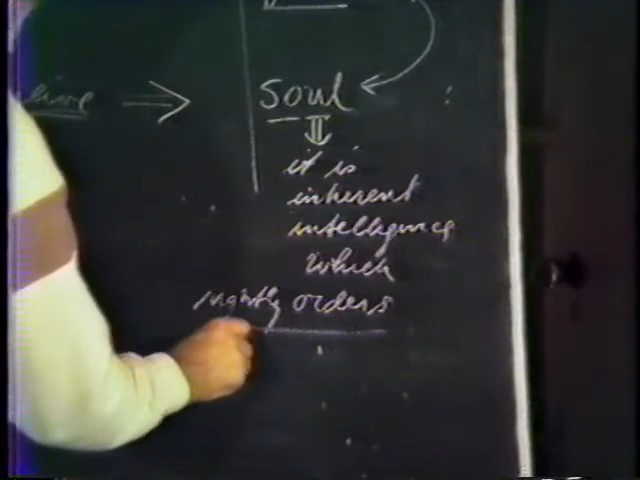 Soul
it is
inherent
intelligence
which
rightly orders